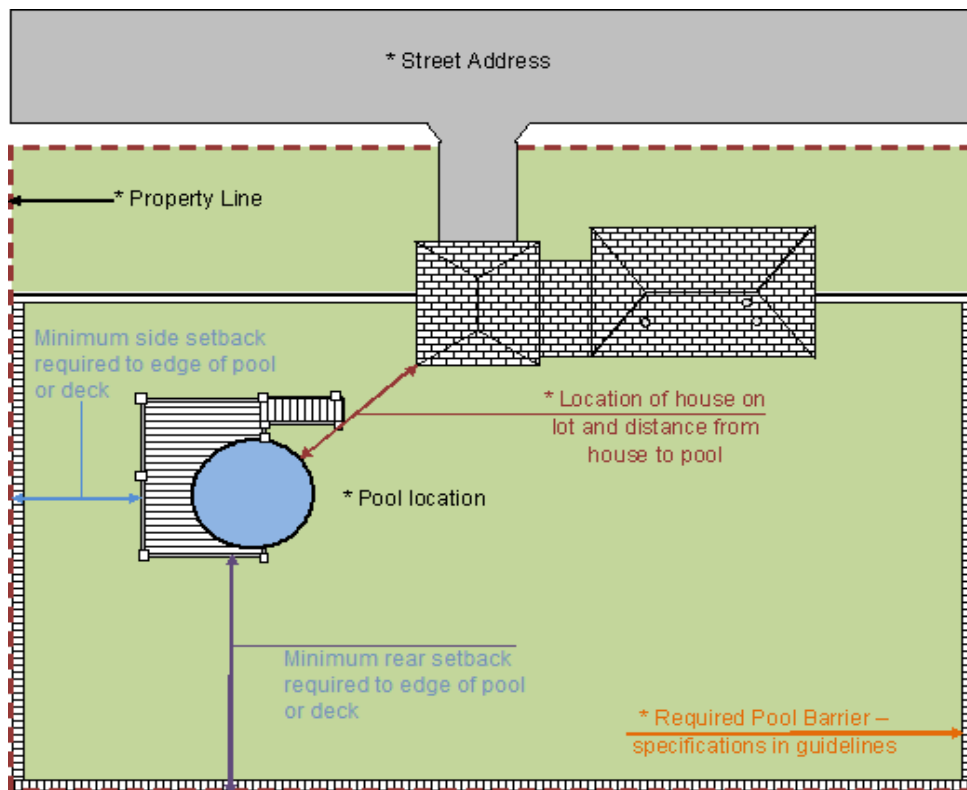 * Street Address
* Property Line
Minimum side setback
required to edge of pool
or deck
* Location of house on
lot and distance from
house to pool
* Pool location
Minimum rear setback
required to edge of pool
or deck
* Required Pool Barrier –
specifications in guidelines